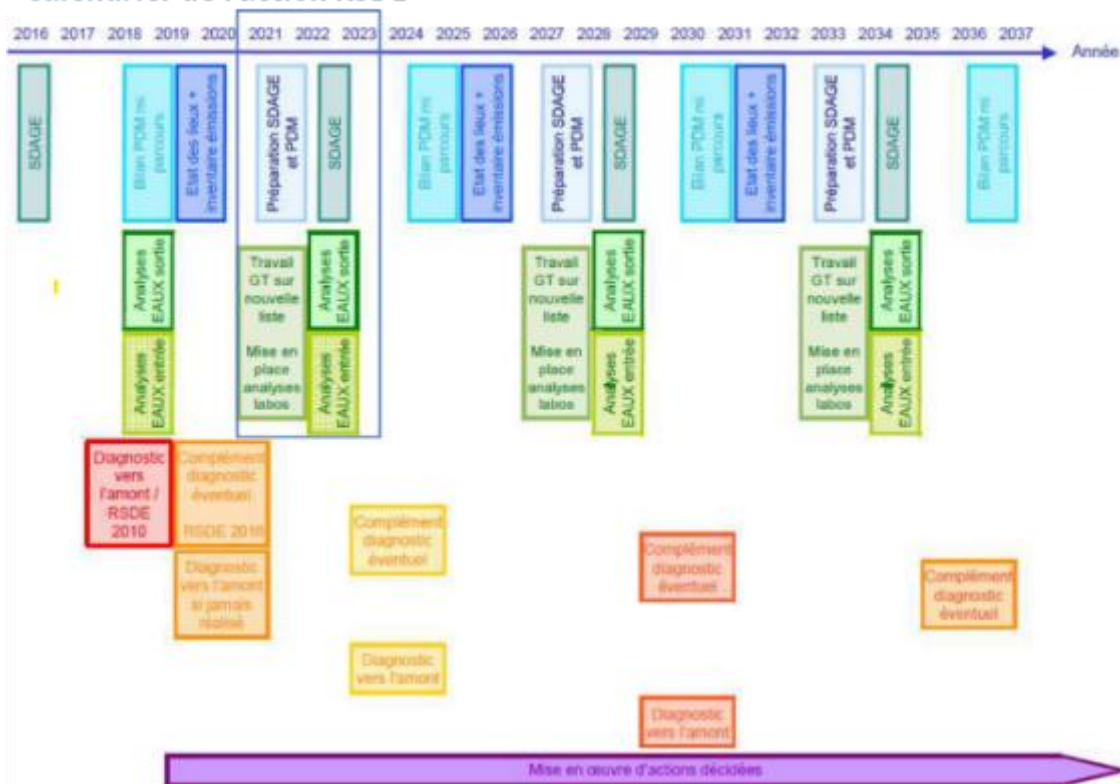 calendrier de l'action RSDE
2016 2017 2018 2019 2020 2021 2022 2023 2024 2025 2026 2027 2028 2029 2030 2031 2032 2033 2034 2035 2036 2037
Année
SDAGE
Bilan PDM mi
parcours
Etat des lieux +
inventaire émissions
Préparation SDAGE
et PDM
SDAGE
Bilan PDM mi
parcours
Etat des lieux +
inventaire émissions
Préparation SDAGE
et PDM
SDAGE
Bilan PDM mi
parcours
Etat des lieux +
inventaire émissions
Préparation SDAGE
et PDM
SDAGE
Bilan PDM mi
parcours
Analyses
EAUX sortie
Travail
GT sur
nouvelle
liste
Mise en
place
analyses
labos
Analyses
EAUX sortie
Travail
GT sur
nouvelle
liste
Mise en
place
analyses
labos
Analyses
EAUX sortie
Travail
GT sur
nouvelle
liste
Mise en
place
analyses
labos
Analyses
EAUX sortie
Analyses
EAUX entrée
Analyses
EAUX entrée
Analyses
EAUX entrée
Analyses
EAUX entrée
Diagnostic
vers
l'amont /
RSDE
2010
Complément
diagnostic
éventuel
RSDE 2010
Complément
diagnostic
éventuel
Complément
diagnostic
éventuel
Complément
diagnostic
éventuel
Diagnostic
vers l'amont
si jamais
réalisé
Diagnostic
vers l'amont
Diagnostic
vers l'amont
Mise en œuvre d'actions décidées